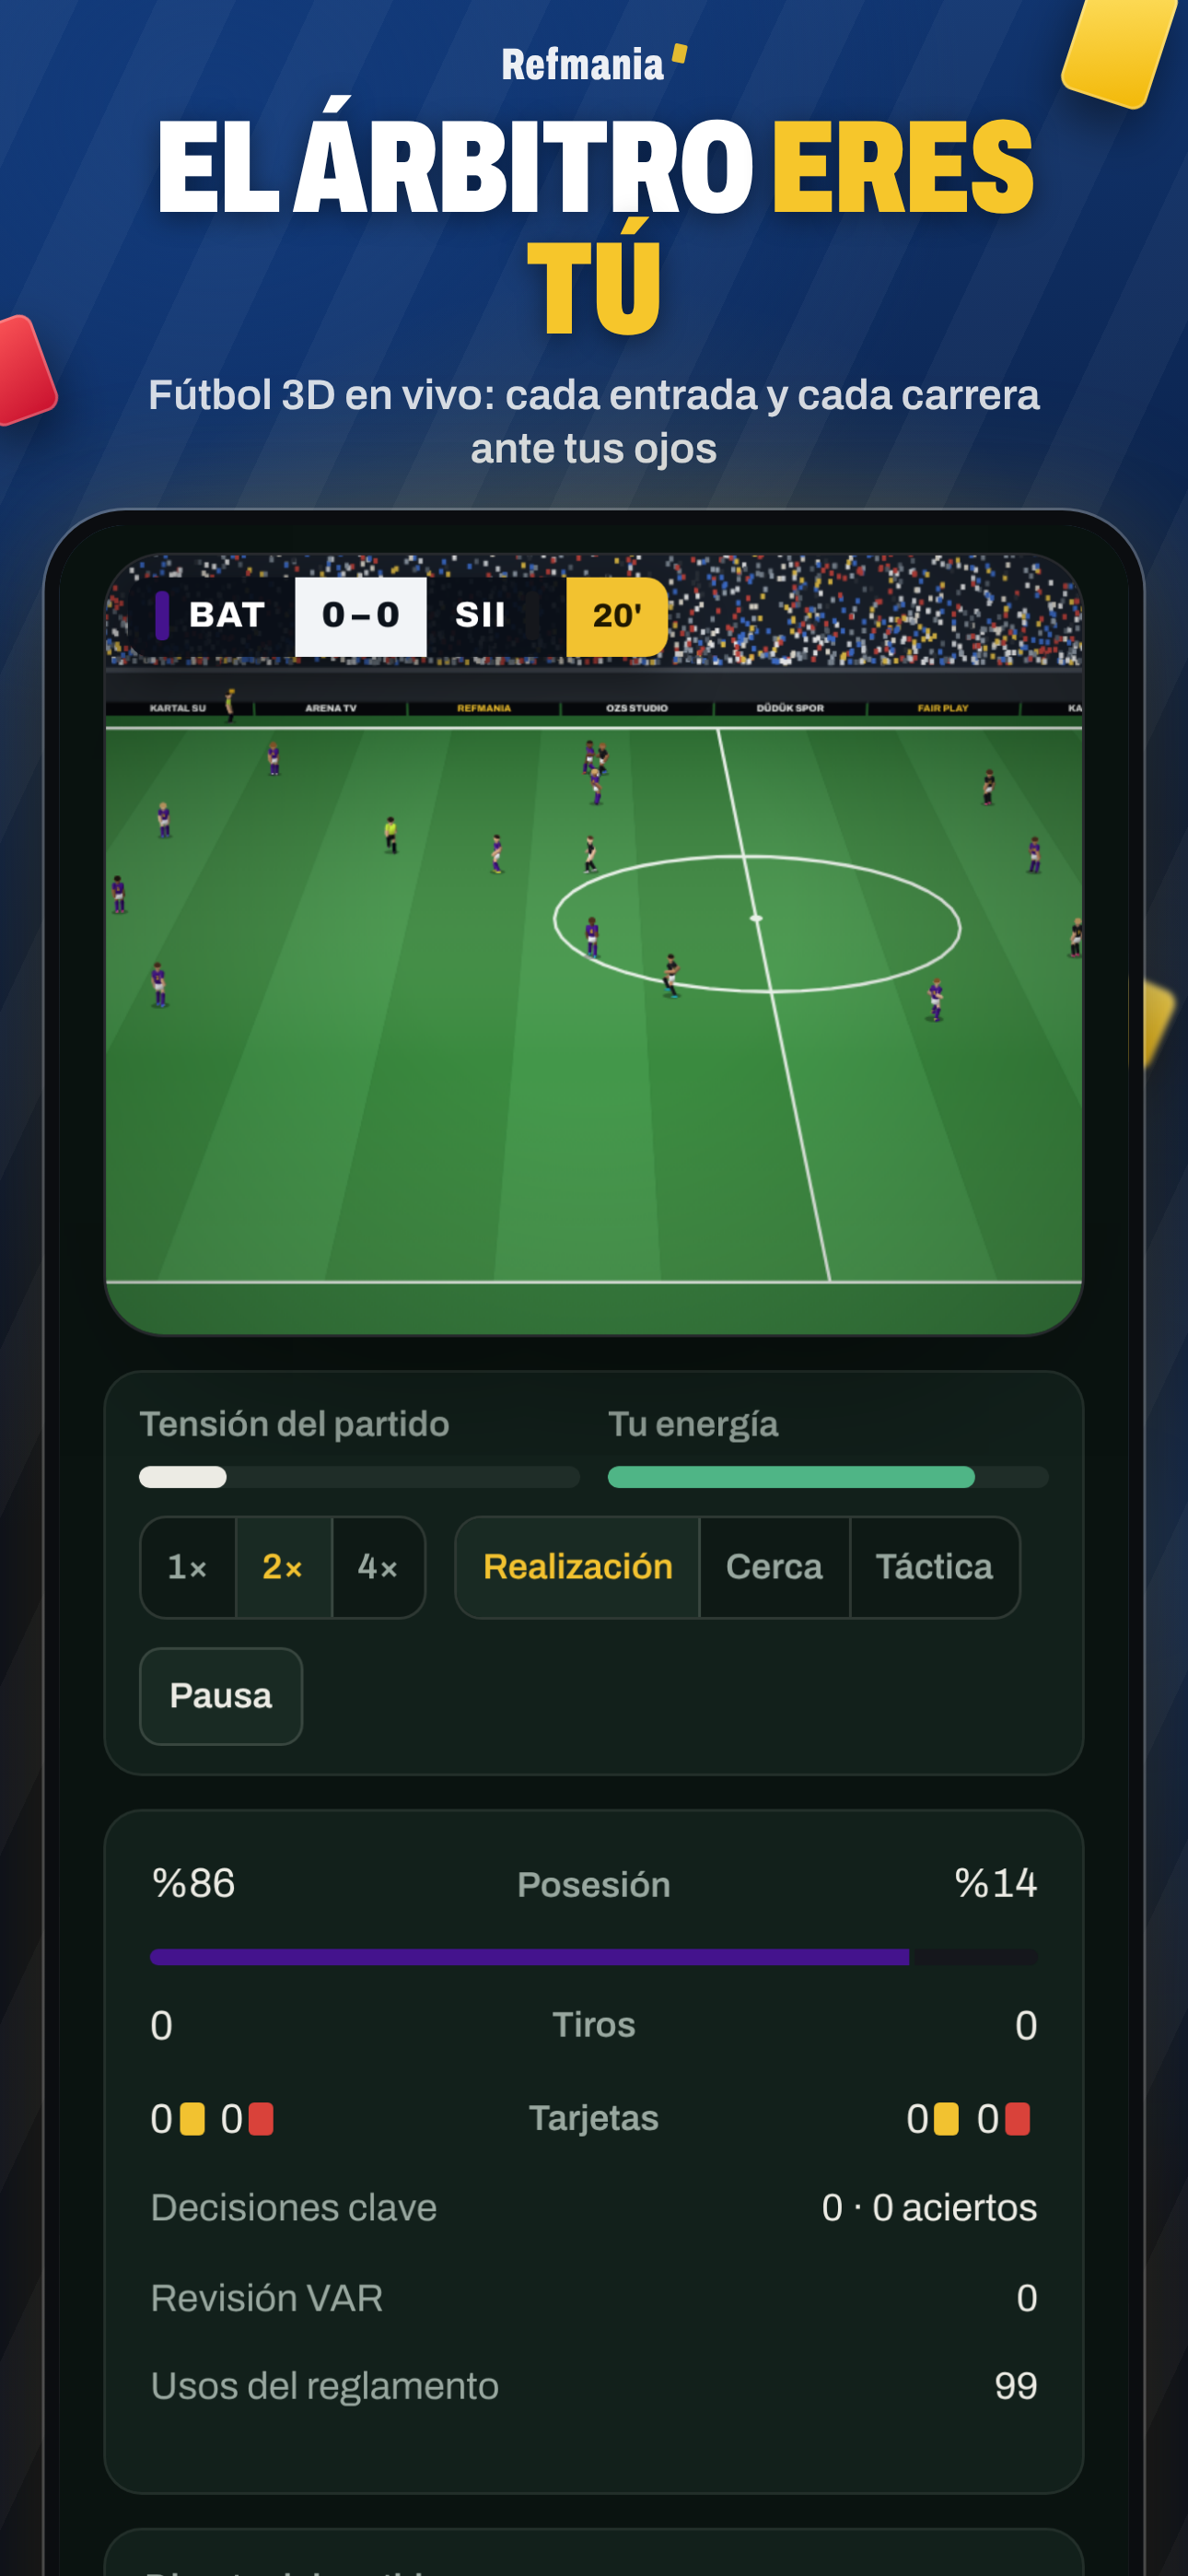 Refmania
EL ÁRBITRO ERES
TÚ
Fútbol 3D en vivo: cada entrada y cada carrera
ante tus ojos
BAT 0–0 SII 20'
KARTAL SU ARENA TV REFMANIA OZS STUDIO DÜDÜK SPOR FAIR PLAY KA
Tensión del partido Tu energía
1× 2× 4× Realización Cerca Táctica
Pausa
%86 Posesión %14
0 Tiros 0
0 0 Tarjetas 0 0
Decisiones clave 0 · 0 aciertos
Revisión VAR 0
Usos del reglamento 99